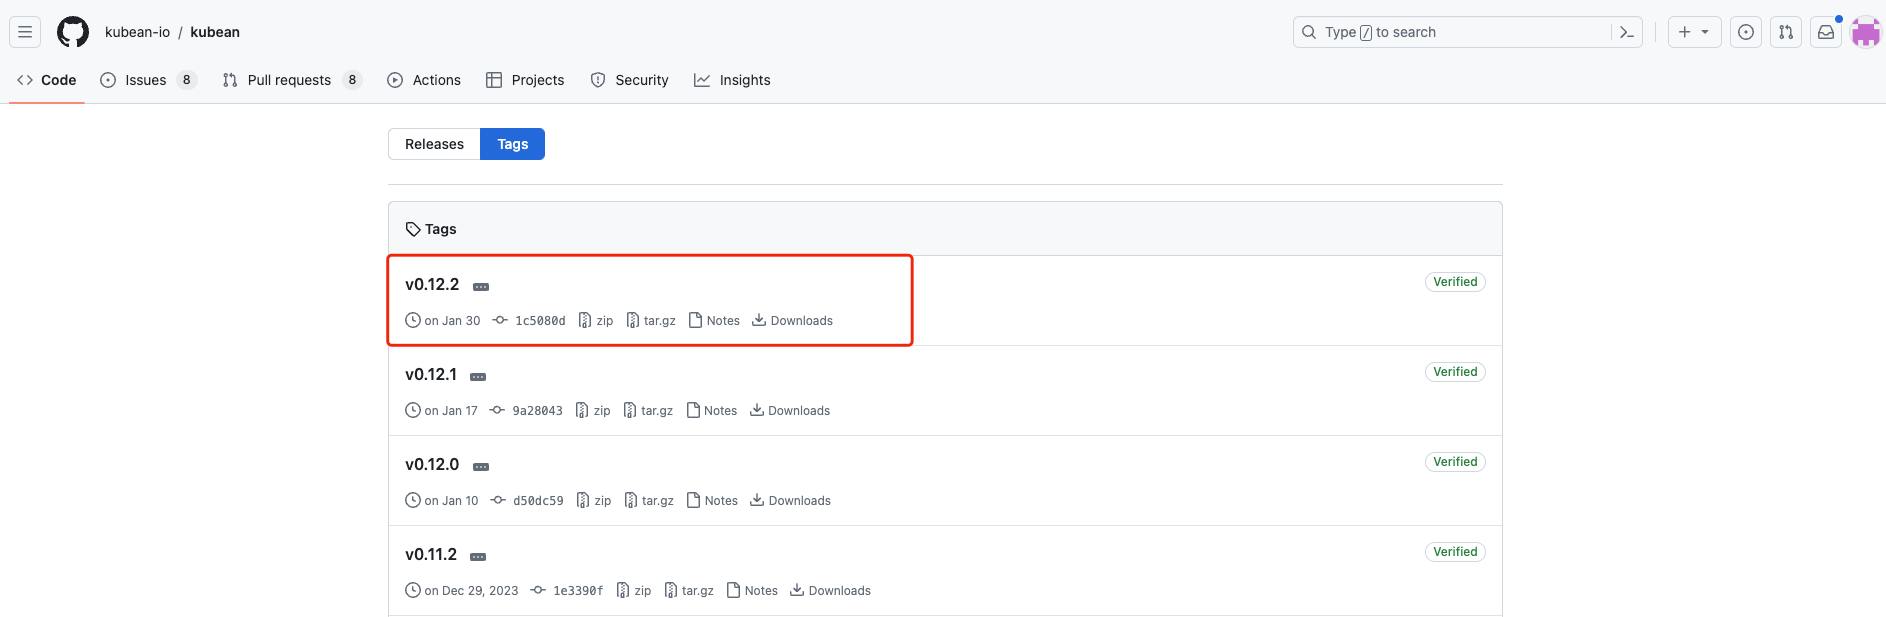 kubean-io / kubean
Type / to search
Code Issues 8 Pull requests 8 Actions Projects Security Insights
Releases Tags
Tags
v0.12.2 Verified
on Jan 30 1c5080d zip tar.gz Notes Downloads
v0.12.1 Verified
on Jan 17 9a28043 zip tar.gz Notes Downloads
v0.12.0 Verified
on Jan 10 d50dc59 zip tar.gz Notes Downloads
v0.11.2 Verified
on Dec 29, 2023 1e3390f zip tar.gz Notes Downloads